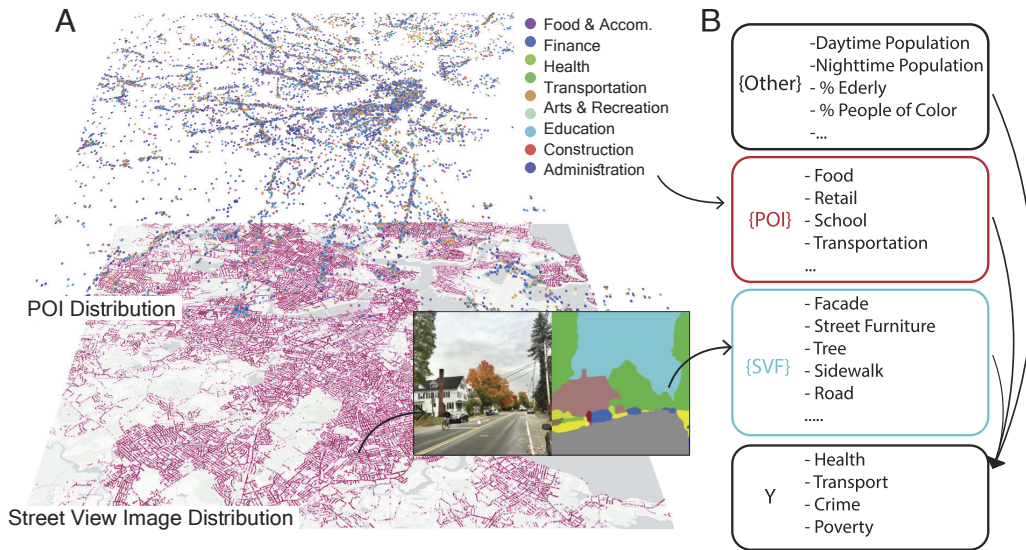 A
Food & Accom.
Finance
Health
Transportation
Arts & Recreation
Education
Construction
Administration
POI Distribution
Street View Image Distribution
B
{Other}
-Daytime Population
-Nighttime Population
- % Ederly
- % People of Color
-...
{POI}
- Food
- Retail
- School
- Transportation
...
{SVF}
- Facade
- Street Furniture
- Tree
- Sidewalk
- Road
.....
Y
- Health
- Transport
- Crime
- Poverty